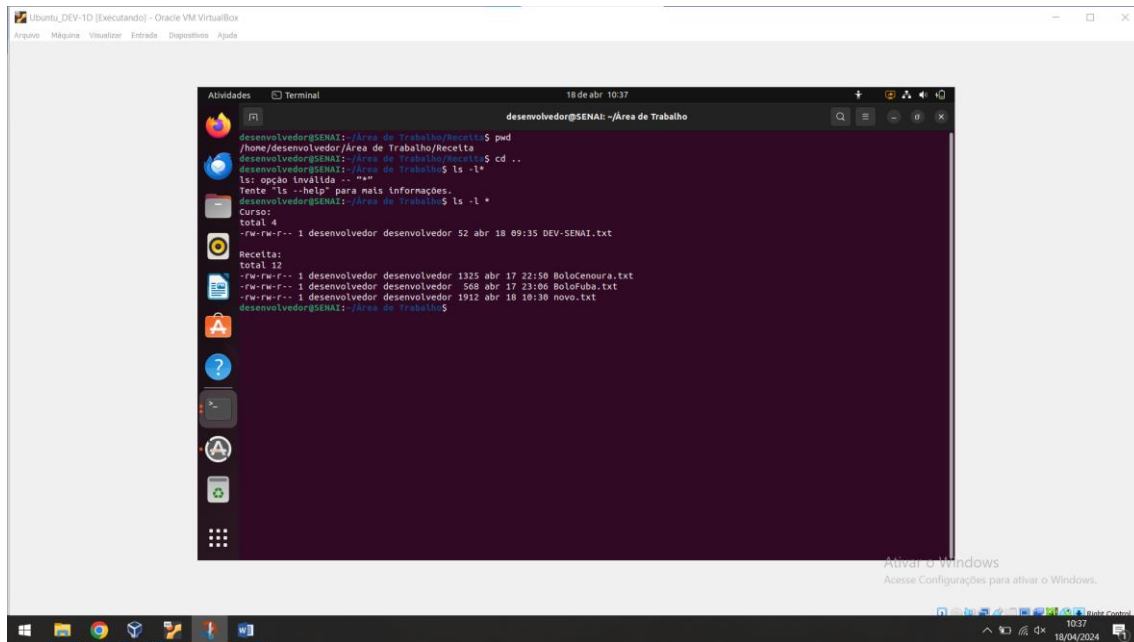 Ubuntu_DEV-1D [Executando] - Oracle VM VirtualBox
Arquivo Máquina Visualizar Entrada Dispositivos Ajuda
Atividades Terminal 18 de abr 10:37
desenvolvedor@SENAI: ~/Área de Trabalho
desenvolvedor@SENAI:~/Área de Trabalho/Receita$ pwd
/home/desenvolvedor/Área de Trabalho/Receita
desenvolvedor@SENAI:~/Área de Trabalho/Receita$ cd ..
desenvolvedor@SENAI:~/Área de Trabalho$ ls -l*
ls: opção inválida -- "*"
Tente "ls --help" para mais informações.
desenvolvedor@SENAI:~/Área de Trabalho$ ls -l *
Curso:
total 4
-rw-rw-r-- 1 desenvolvedor desenvolvedor 52 abr 18 09:35 DEV-SENAI.txt
Receita:
total 12
-rw-rw-r-- 1 desenvolvedor desenvolvedor 1325 abr 17 22:50 BoloCenoura.txt
-rw-rw-r-- 1 desenvolvedor desenvolvedor 568 abr 17 23:06 BoloFuba.txt
-rw-rw-r-- 1 desenvolvedor desenvolvedor 1912 abr 18 10:30 novo.txt
desenvolvedor@SENAI:~/Área de Trabalho$
Ativar o Windows
Acesse Configurações para ativar o Windows.
Right Control
10:37
18/04/2024